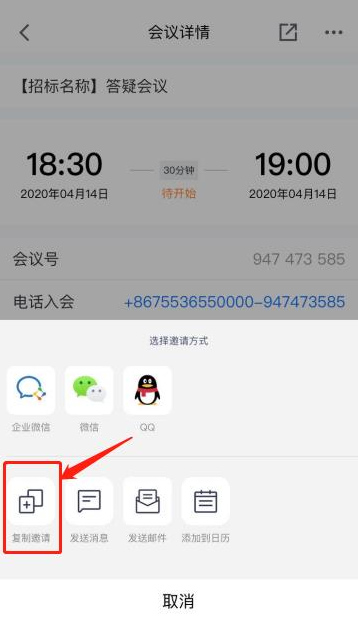 会议详情
【招标名称】答疑会议
18:30 30分钟 19:00
2020年04月14日 待开始 2020年04月14日
会议号 947 473 585
电话入会 +8675536550000-947473585
选择邀请方式
企业微信 微信 QQ
复制邀请 发送消息 发送邮件 添加到日历
取消